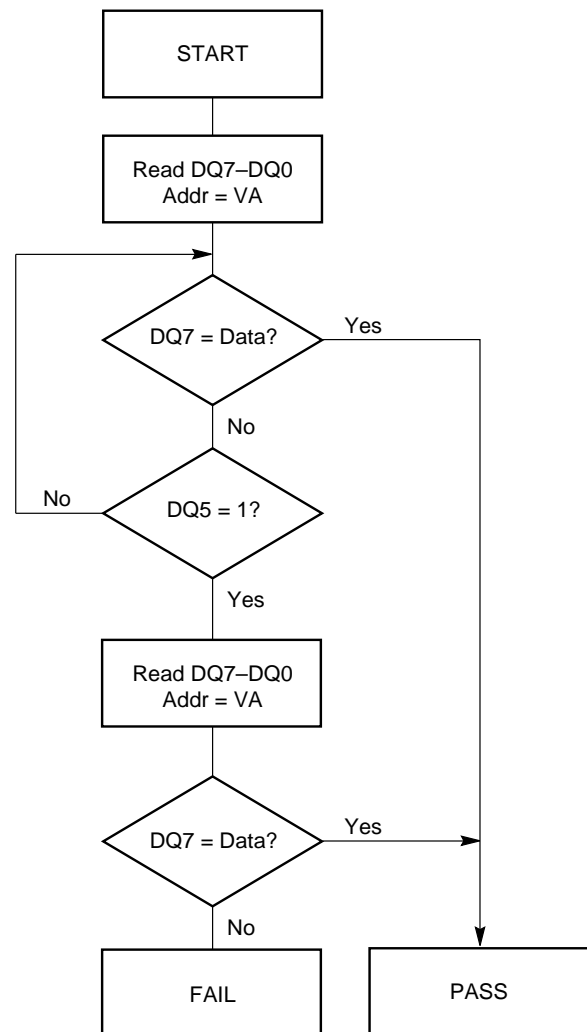 START
Read DQ7–DQ0
Addr = VA
DQ7 = Data?
Yes
No
No
DQ5 = 1?
Yes
Read DQ7–DQ0
Addr = VA
DQ7 = Data?
Yes
No
FAIL
PASS